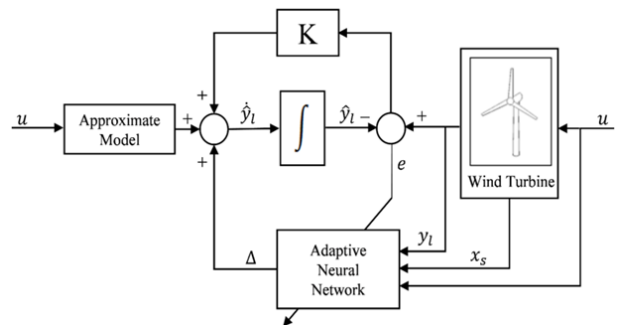 K
+
u
Approximate
Model
+
ẏ̂ₗ
∫
ŷₗ
−
+
u
Wind Turbine
+
e
yₗ
Δ
Adaptive
Neural
Network
xₛ